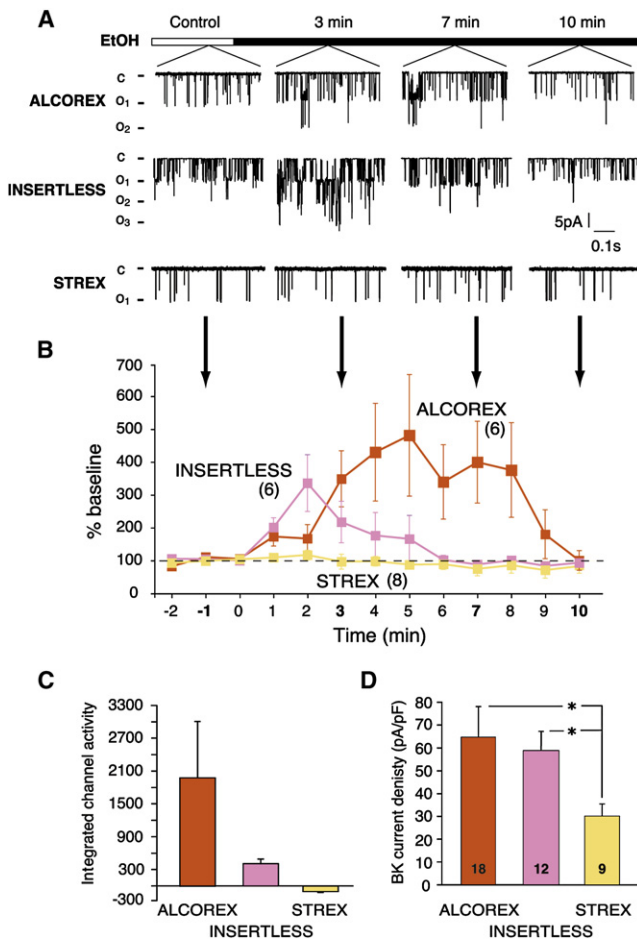 A
Control 3 min 7 min 10 min
EtOH
C
O1
O2
ALCOREX
C
O1
O2
O3
INSERTLESS
5pA
0.1s
C
O1
STREX
B
700
600
500
400
300
200
100
0
% baseline
ALCOREX
(6)
INSERTLESS
(6)
STREX (8)
-2 -1 0 1 2 3 4 5 6 7 8 9 10
Time (min)
C
3300
2700
2100
1500
900
300
-300
Integrated channel activity
ALCOREX STREX
INSERTLESS
D
80
70
60
50
40
30
20
10
0
BK current denisty (pA/pF)
*
*
18 12 9
ALCOREX STREX
INSERTLESS